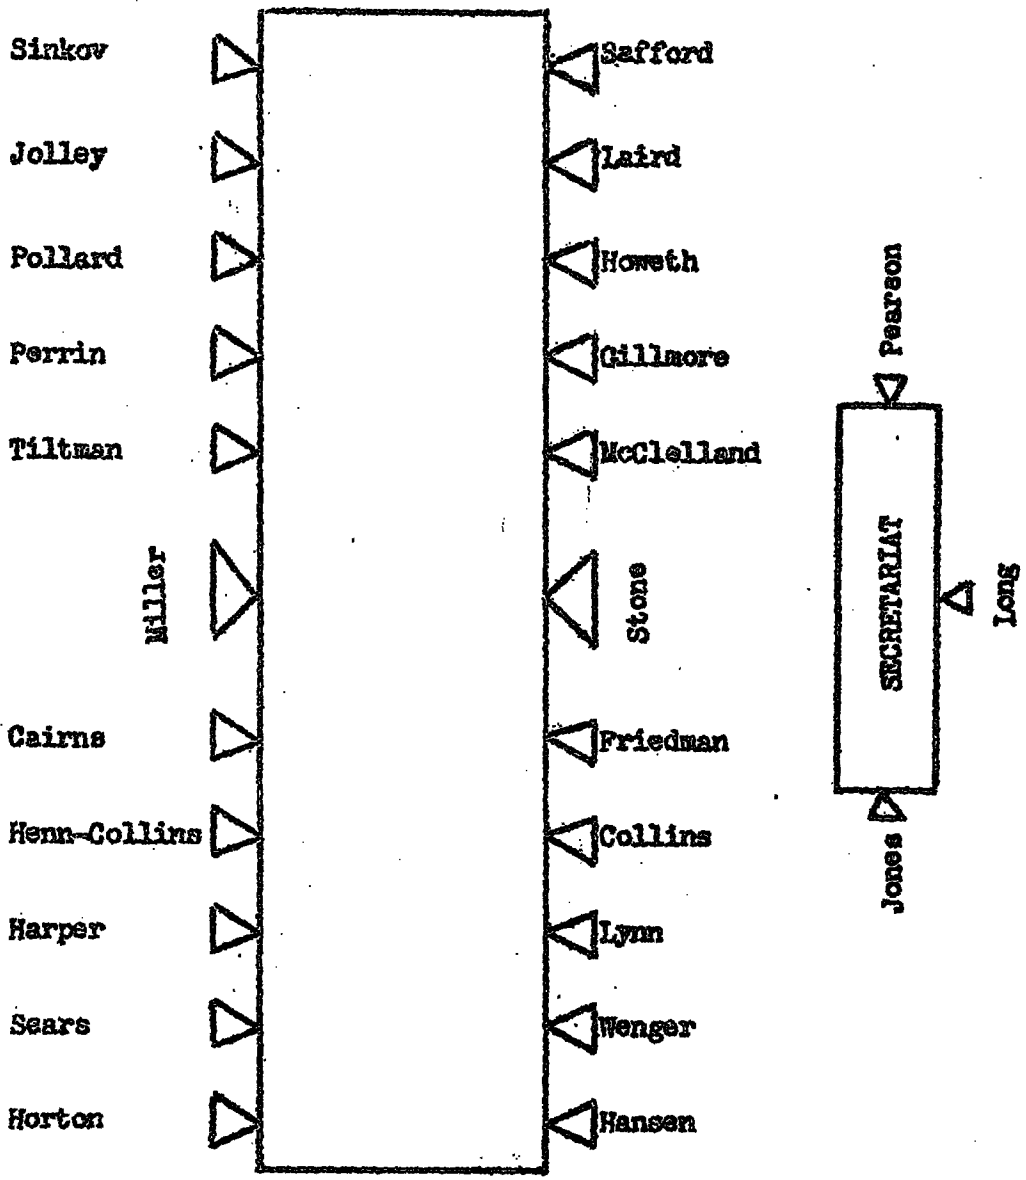 Sinkov Safford
Jolley Laird
Pollard Howeth
Perrin Gillmore
Tiltman McClelland
Miller Stone
Cairns Friedman
Henn-Collins Collins
Harper Lynn
Sears Wenger
Horton Hansen
Pearson
SECRETARIAT
Long
Jones